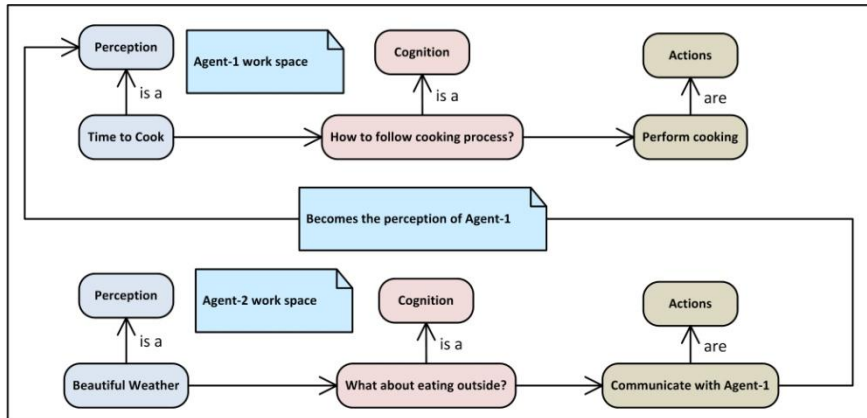 Perception
Agent-1 work space
Cognition
Actions
is a
is a
are
Time to Cook
How to follow cooking process?
Perform cooking
Becomes the perception of Agent-1
Perception
Agent-2 work space
Cognition
Actions
is a
is a
are
Beautiful Weather
What about eating outside?
Communicate with Agent-1